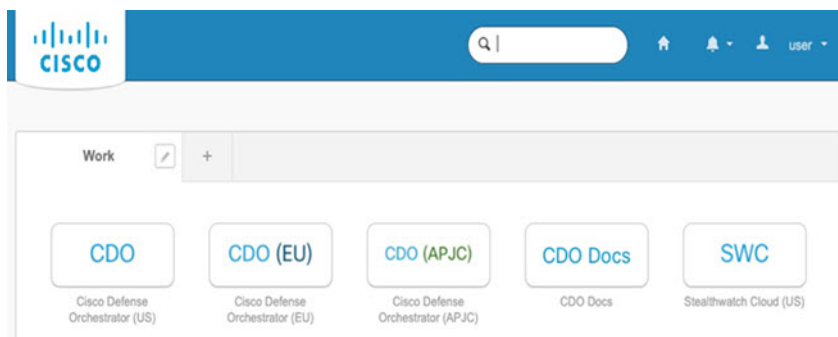 CISCO
user
Work
+
CDO
CDO (EU)
CDO (APJC)
CDO Docs
SWC
Cisco Defense
Orchestrator (US)
Cisco Defense
Orchestrator (EU)
Cisco Defense
Orchestrator (APJC)
CDO Docs
Stealthwatch Cloud (US)